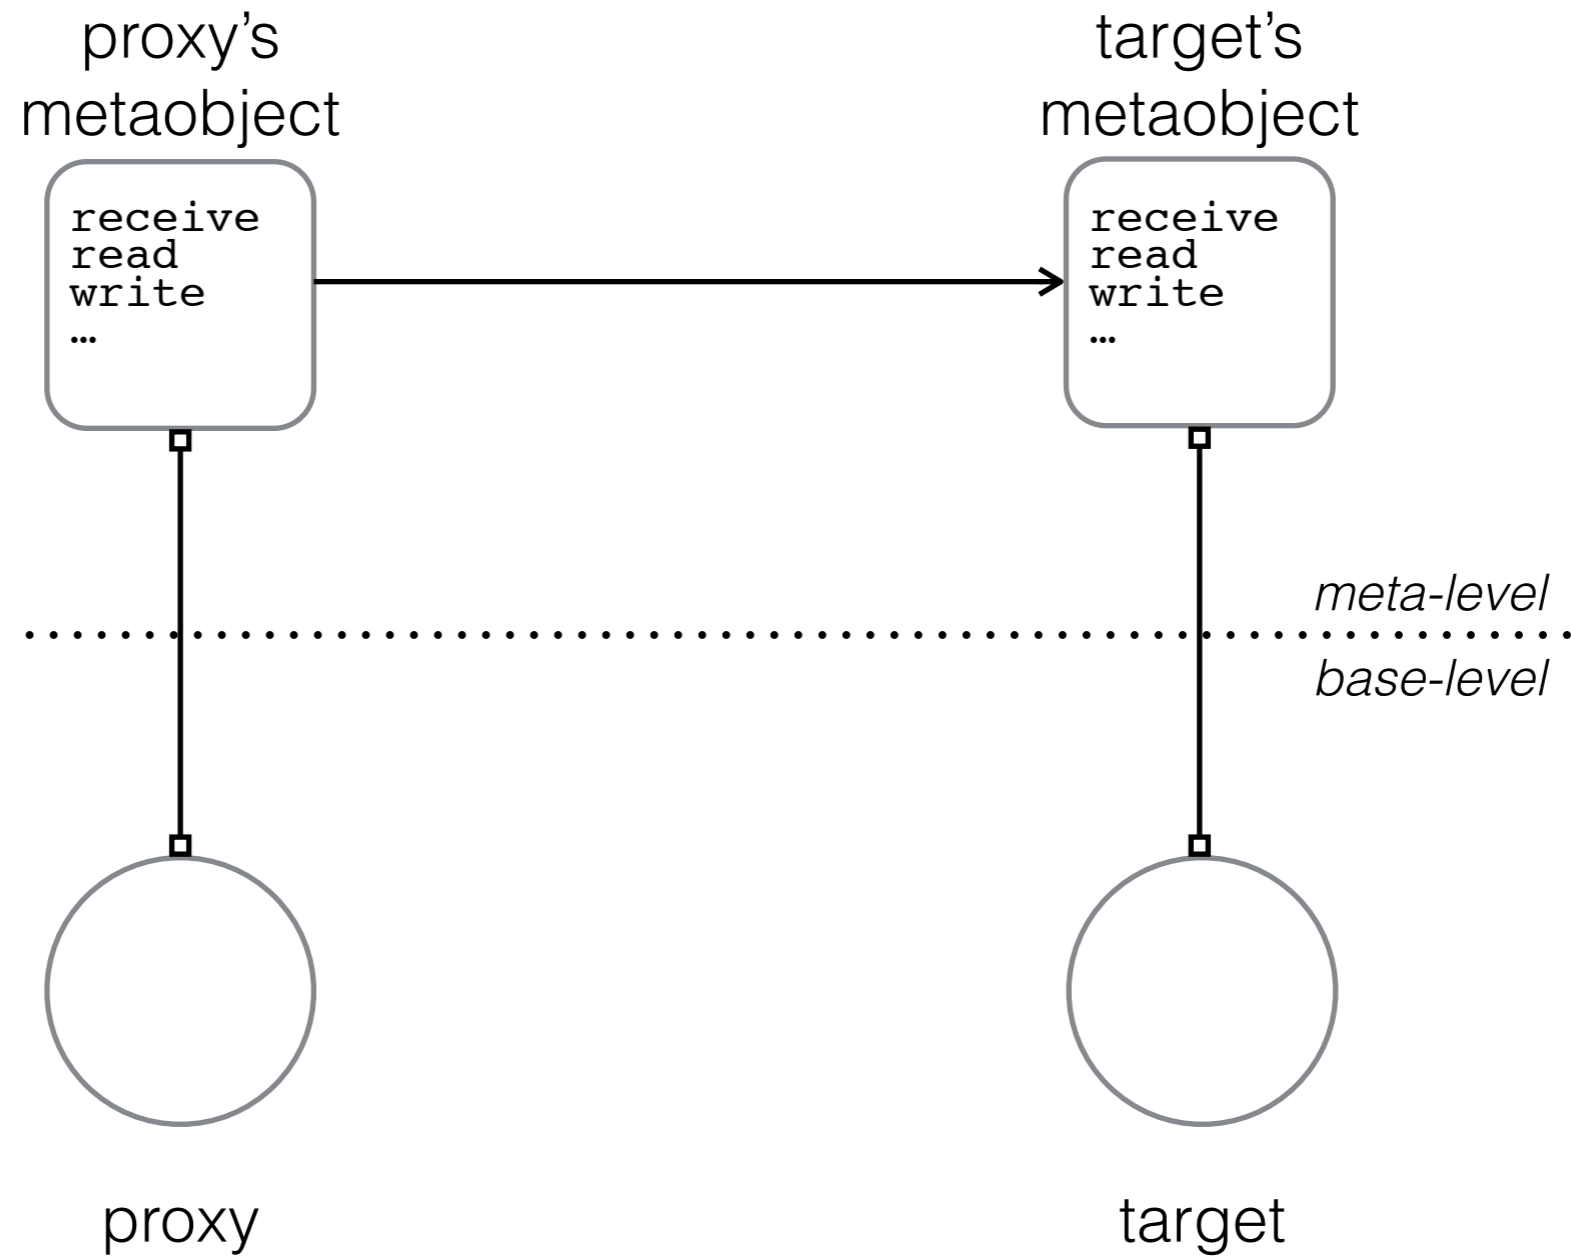 proxy’s
metaobject
target’s
metaobject
receive
read
write
…
receive
read
write
…
meta-level
base-level
proxy
target